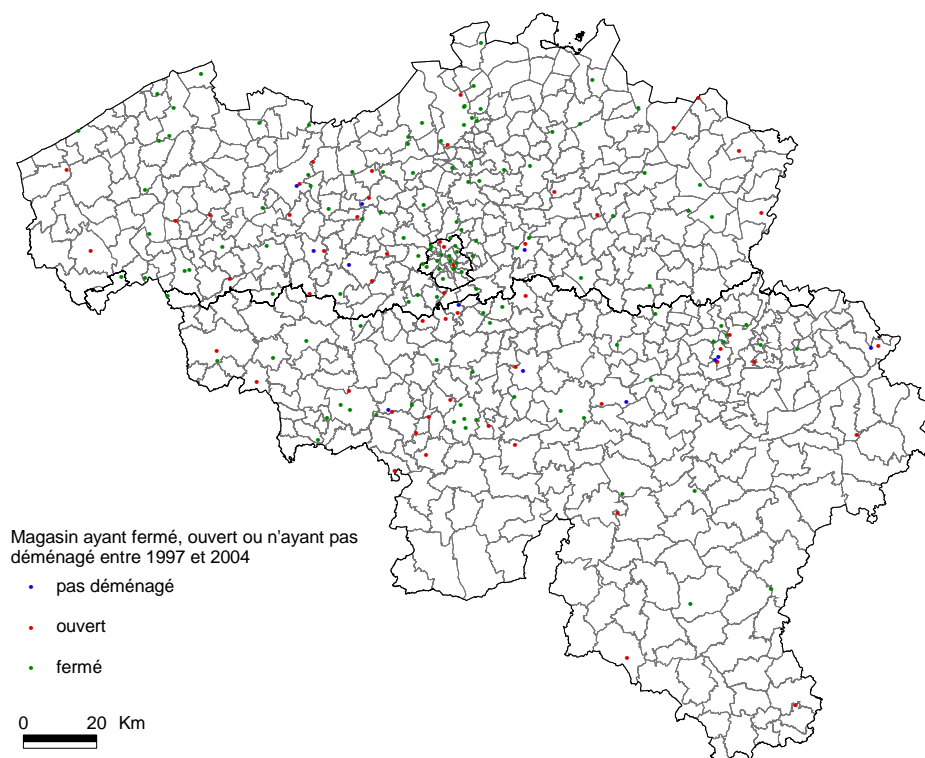 Magasin ayant fermé, ouvert ou n'ayant pas
déménagé entre 1997 et 2004
pas déménagé
ouvert
fermé
0 20 Km